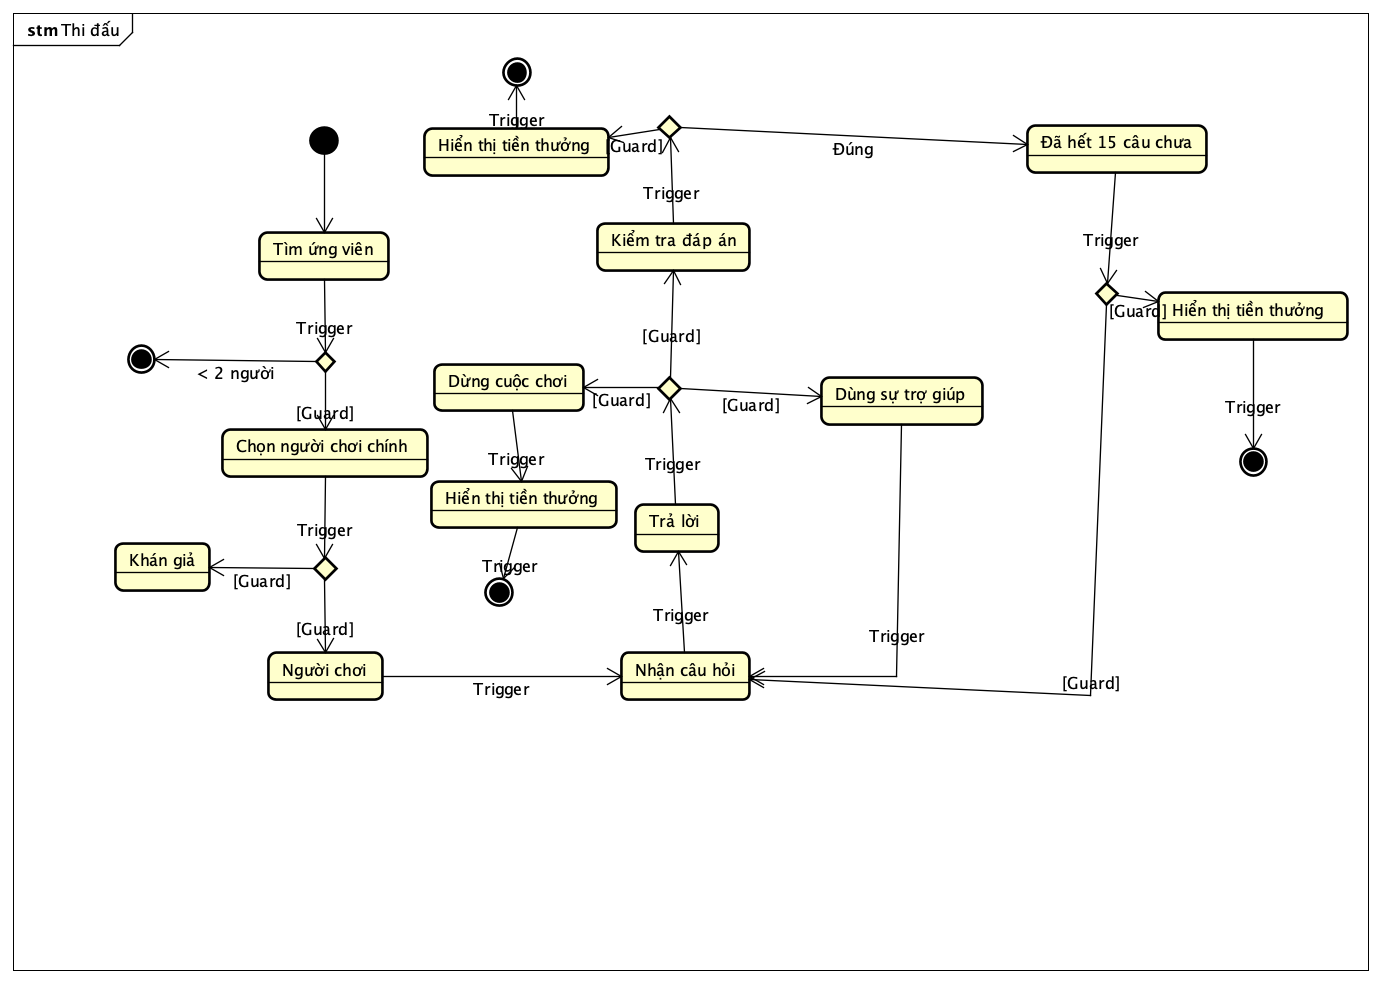 stm Thi đấu
Trigger
Hiển thị tiền thưởng
[Guard]
Đúng
Đã hết 15 câu chưa
Trigger
Kiểm tra đáp án
Tìm ứng viên
Trigger
Trigger
[Guard]
Hiển thị tiền thưởng
[Guard]
< 2 người
Dừng cuộc chơi
[Guard]
[Guard]
Dùng sự trợ giúp
[Guard]
Trigger
Chọn người chơi chính
Trigger
Trigger
Hiển thị tiền thưởng
Trả lời
Trigger
Khán giả
[Guard]
Trigger
Trigger
[Guard]
Trigger
Người chơi
Trigger
Nhận câu hỏi
[Guard]